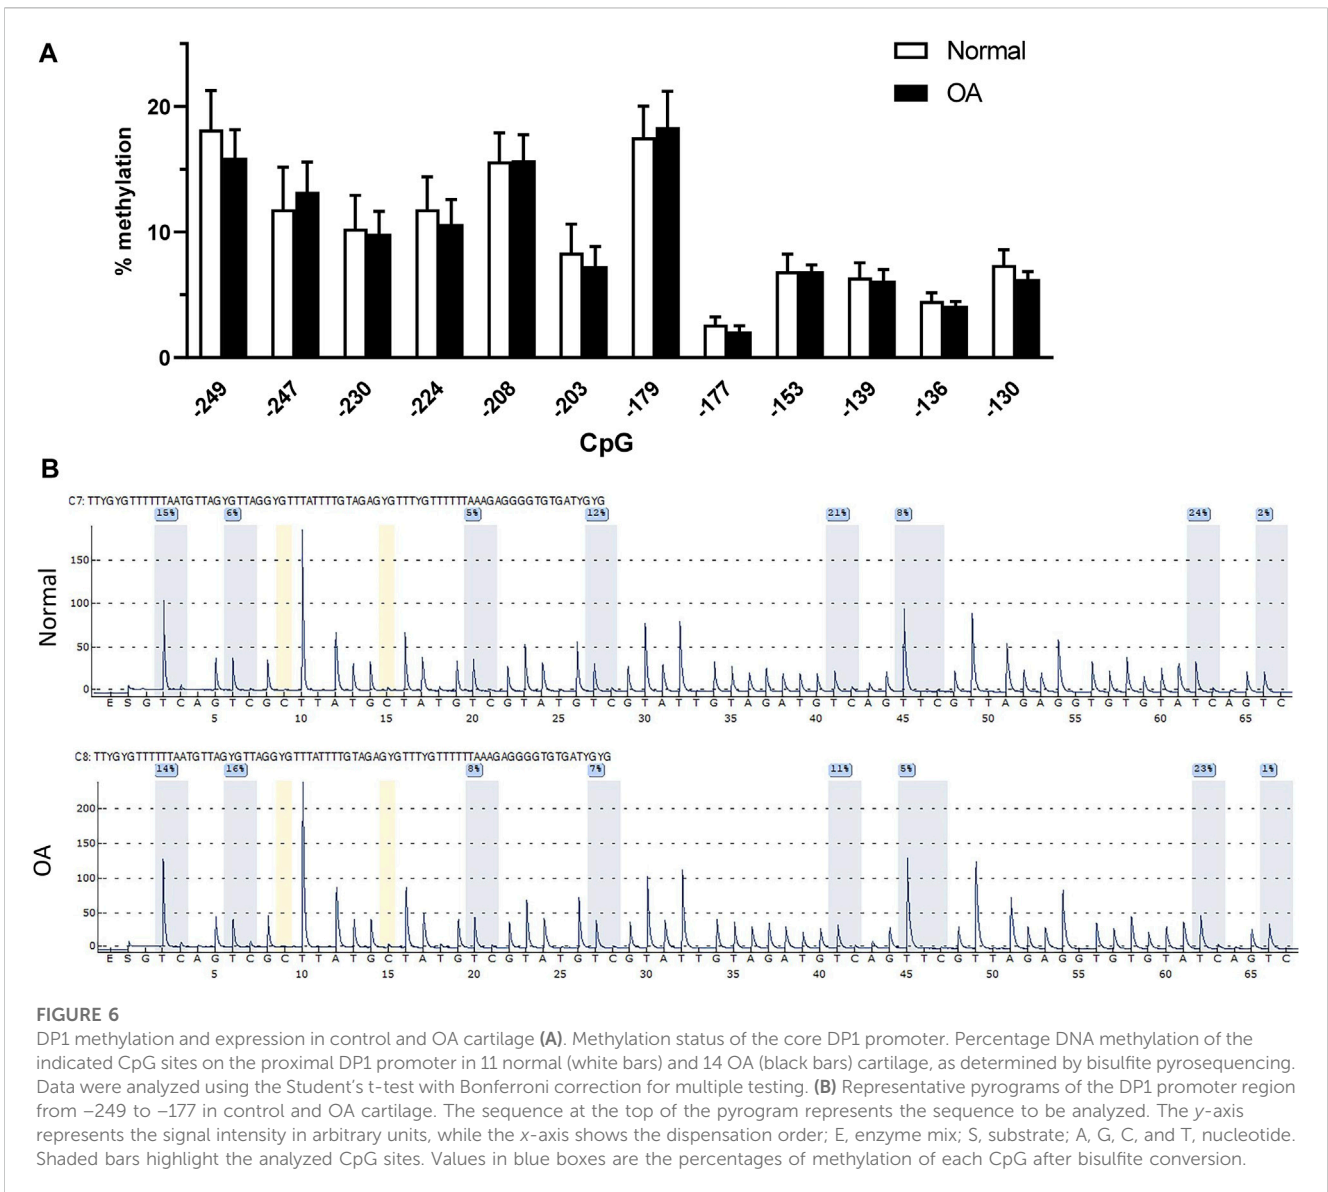 A
Normal
OA
% methylation
20
10
0
-249 -247 -230 -224 -208 -203 -179 -177 -153 -139 -136 -130
CpG
B
C7: TTYGYGTTTTTTAATGTTAGYGTTAGGYGTTTATTTTGTAGAGYGTTTYGTTTTTTAAAGAGGGGTGTGATYGYG
15% 6% 5% 12% 21% 8% 24% 2%
Normal
150
100
50
0
E S G T C A G T C G C T T A T G C T A T G T C G T A T G T C G T A T T G T A G A T G T C A G T T C G T T A G A G G T G T G T A T C A G T C
5 10 15 20 25 30 35 40 45 50 55 60 65
C8: TTYGYGTTTTTTAATGTTAGYGTTAGGYGTTTATTTTGTAGAGYGTTTYGTTTTTTAAAGAGGGGTGTGATYGYG
14% 16% 8% 7% 11% 5% 23% 1%
OA
200
150
100
50
0
E S G T C A G T C G C T T A T G C T A T G T C G T A T G T C G T A T T G T A G A T G T C A G T T C G T T A G A G G T G T G T A T C A G T C
5 10 15 20 25 30 35 40 45 50 55 60 65
FIGURE 6
DP1 methylation and expression in control and OA cartilage (A). Methylation status of the core DP1 promoter. Percentage DNA methylation of the
indicated CpG sites on the proximal DP1 promoter in 11 normal (white bars) and 14 OA (black bars) cartilage, as determined by bisulfite pyrosequencing.
Data were analyzed using the Student's t-test with Bonferroni correction for multiple testing. (B) Representative pyrograms of the DP1 promoter region
from −249 to −177 in control and OA cartilage. The sequence at the top of the pyrogram represents the sequence to be analyzed. The y-axis
represents the signal intensity in arbitrary units, while the x-axis shows the dispensation order; E, enzyme mix; S, substrate; A, G, C, and T, nucleotide.
Shaded bars highlight the analyzed CpG sites. Values in blue boxes are the percentages of methylation of each CpG after bisulfite conversion.